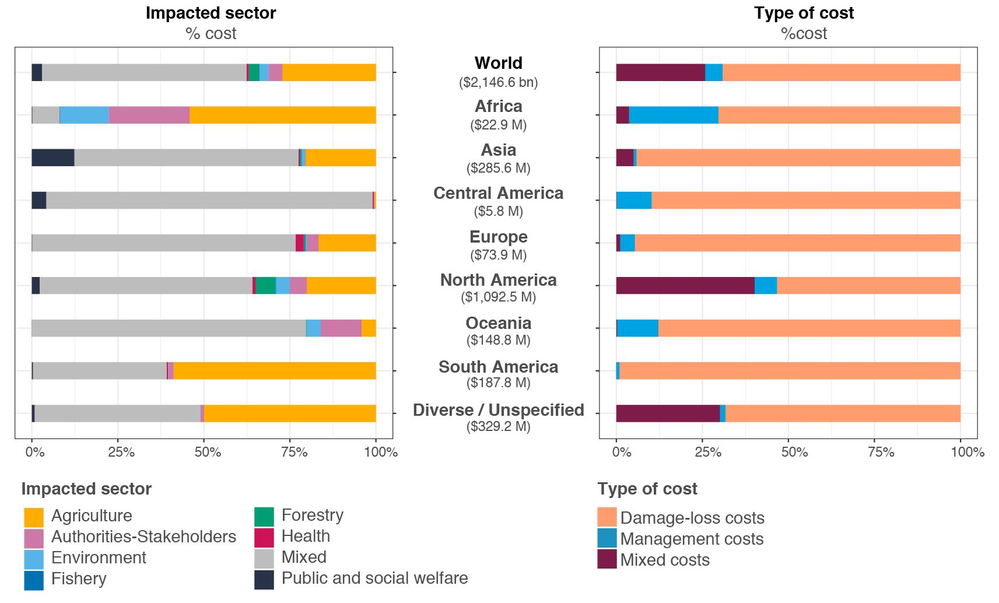 Impacted sector
% cost
Type of cost
%cost
World
($2,146.6 bn)
Africa
($22.9 M)
Asia
($285.6 M)
Central America
($5.8 M)
Europe
($73.9 M)
North America
($1,092.5 M)
Oceania
($148.8 M)
South America
($187.8 M)
Diverse / Unspecified
($329.2 M)
0% 25% 50% 75% 100%
0% 25% 50% 75% 100%
Impacted sector
Agriculture
Authorities-Stakeholders
Environment
Fishery
Forestry
Health
Mixed
Public and social welfare
Type of cost
Damage-loss costs
Management costs
Mixed costs